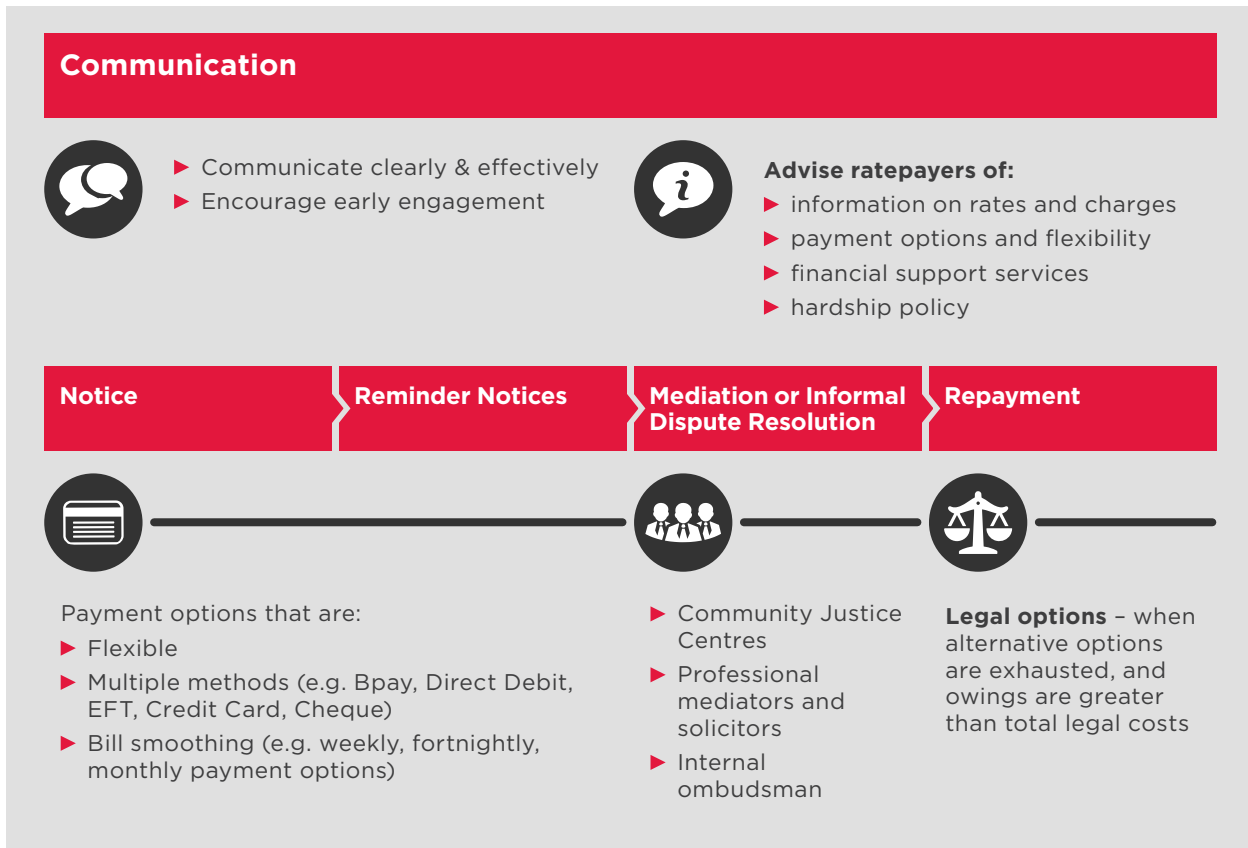 Communication
Communicate clearly & effectively
Encourage early engagement
Advise ratepayers of:
information on rates and charges
payment options and flexibility
financial support services
hardship policy
Notice
Reminder Notices
Mediation or Informal
Dispute Resolution
Repayment
Payment options that are:
Flexible
Multiple methods (e.g. Bpay, Direct Debit,
EFT, Credit Card, Cheque)
Bill smoothing (e.g. weekly, fortnightly,
monthly payment options)
Community Justice
Centres
Professional
mediators and
solicitors
Internal
ombudsman
Legal options – when
alternative options
are exhausted, and
owings are greater
than total legal costs